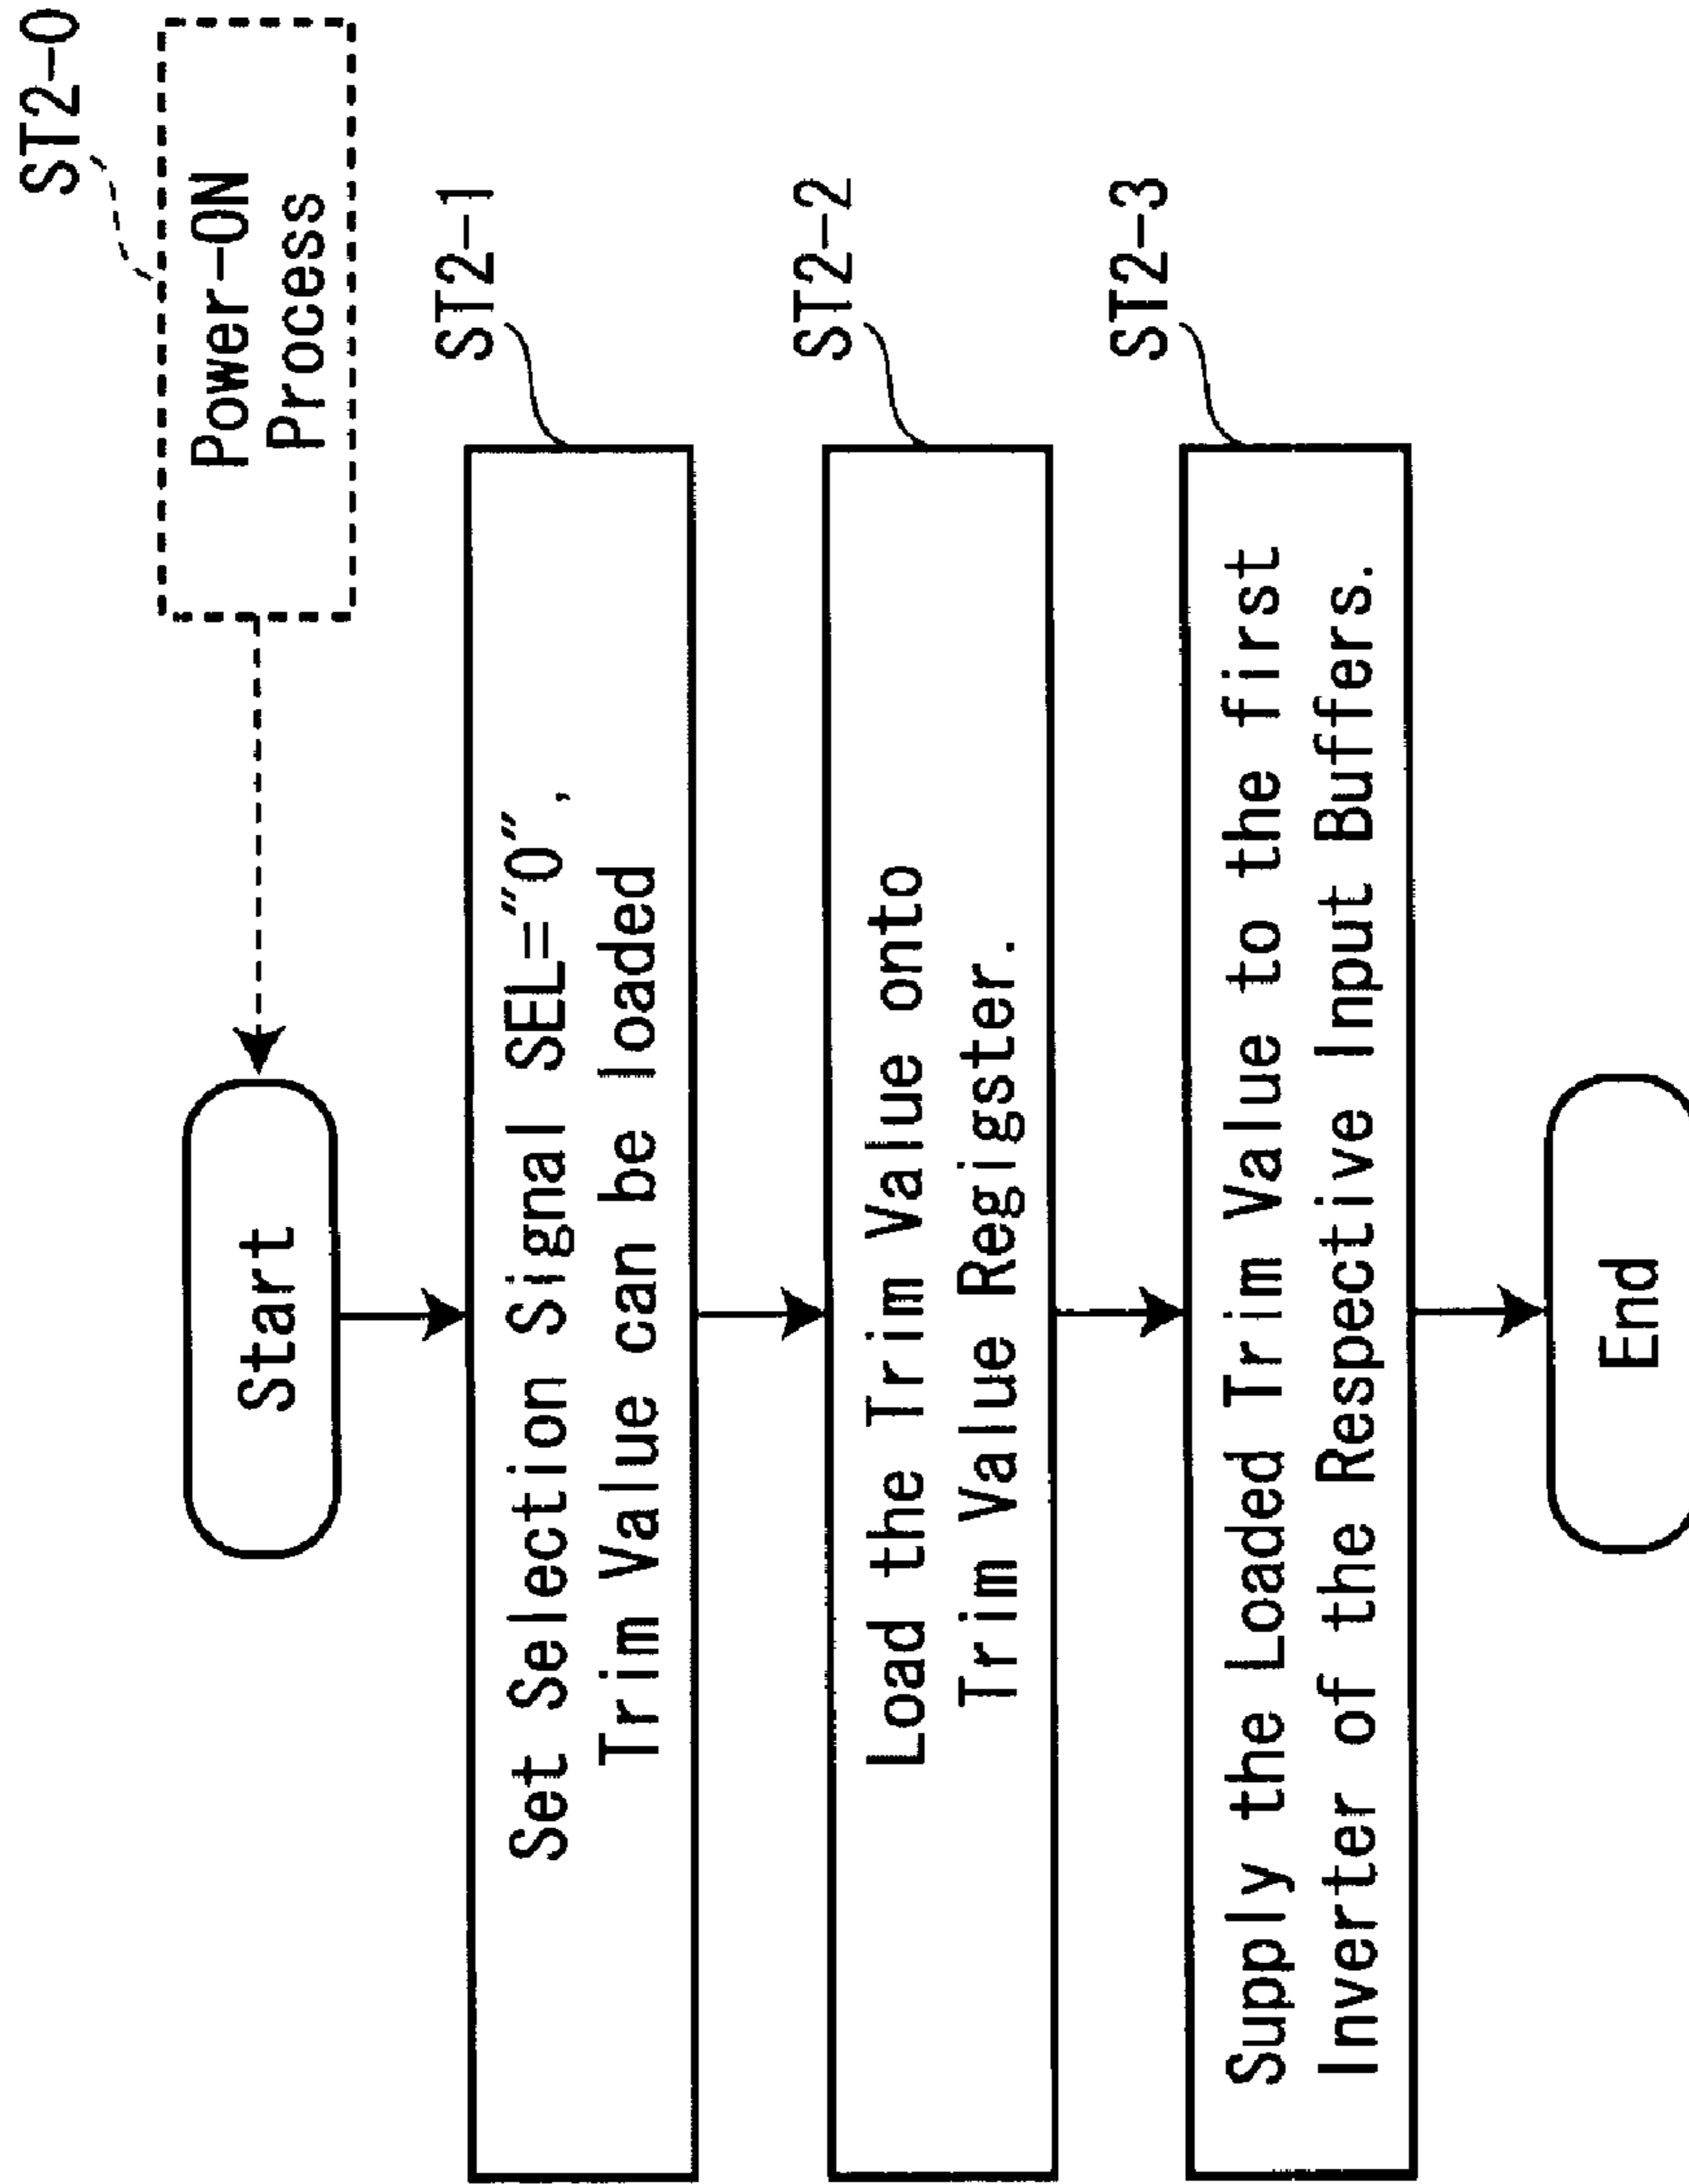 ST2-0
Power-ON
Process
Start
ST2-1
Set Selection Signal SEL="0",
Trim Value can be loaded
ST2-2
Load the Trim Value onto
Trim Value Regigster.
ST2-3
Supply the Loaded Trim Value to the first
Inverter of the Respective Input Buffers.
End